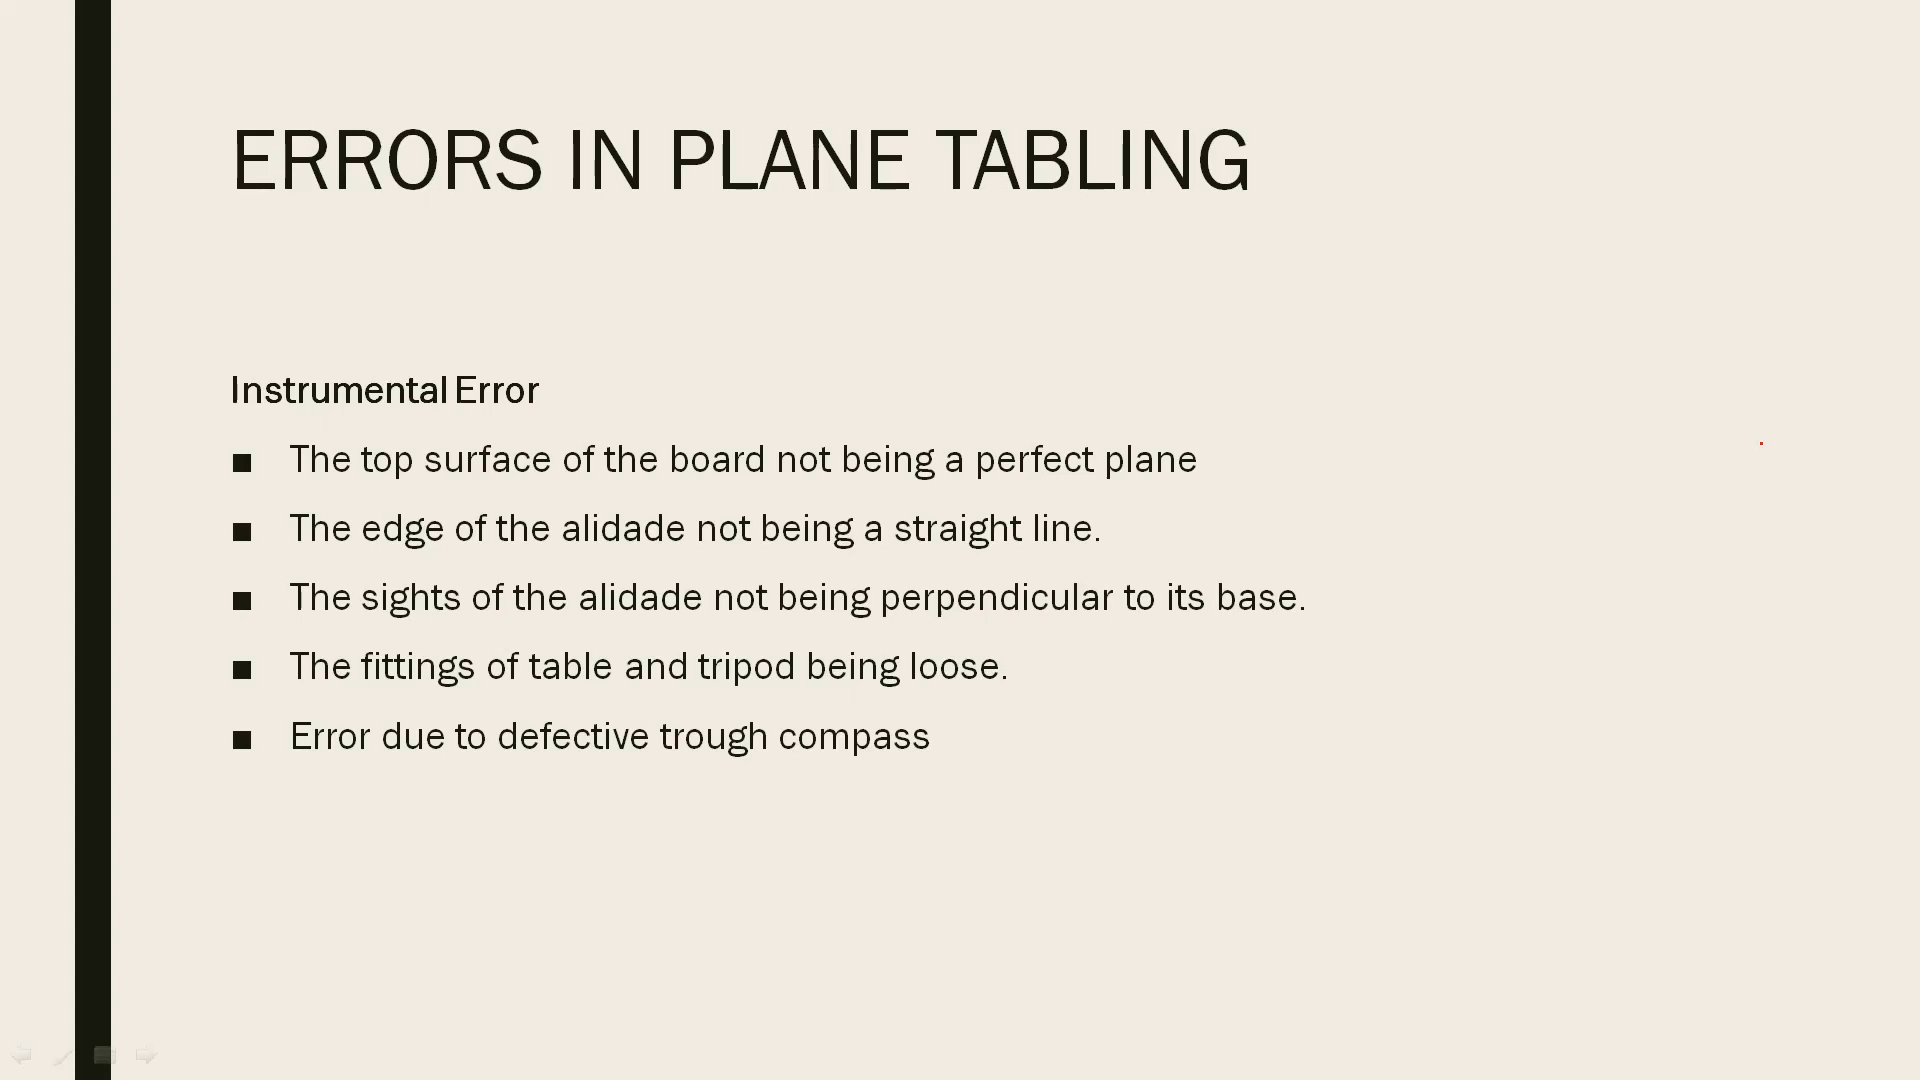 ERRORS IN PLANE TABLING
Instrumental Error
■ The top surface of the board not being a perfect plane
■ The edge of the alidade not being a straight line.
■ The sights of the alidade not being perpendicular to its base.
■ The fittings of table and tripod being loose.
■ Error due to defective trough compass